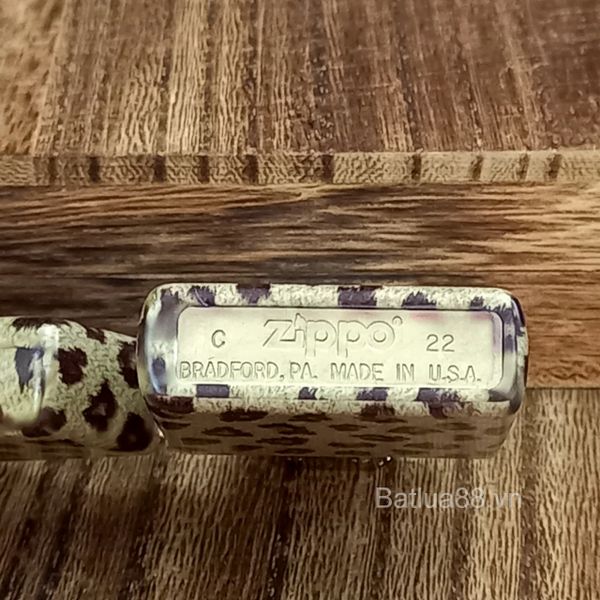 C Zippo 22
BRADFORD, PA. MADE IN U.S.A.
Batlua88.vn